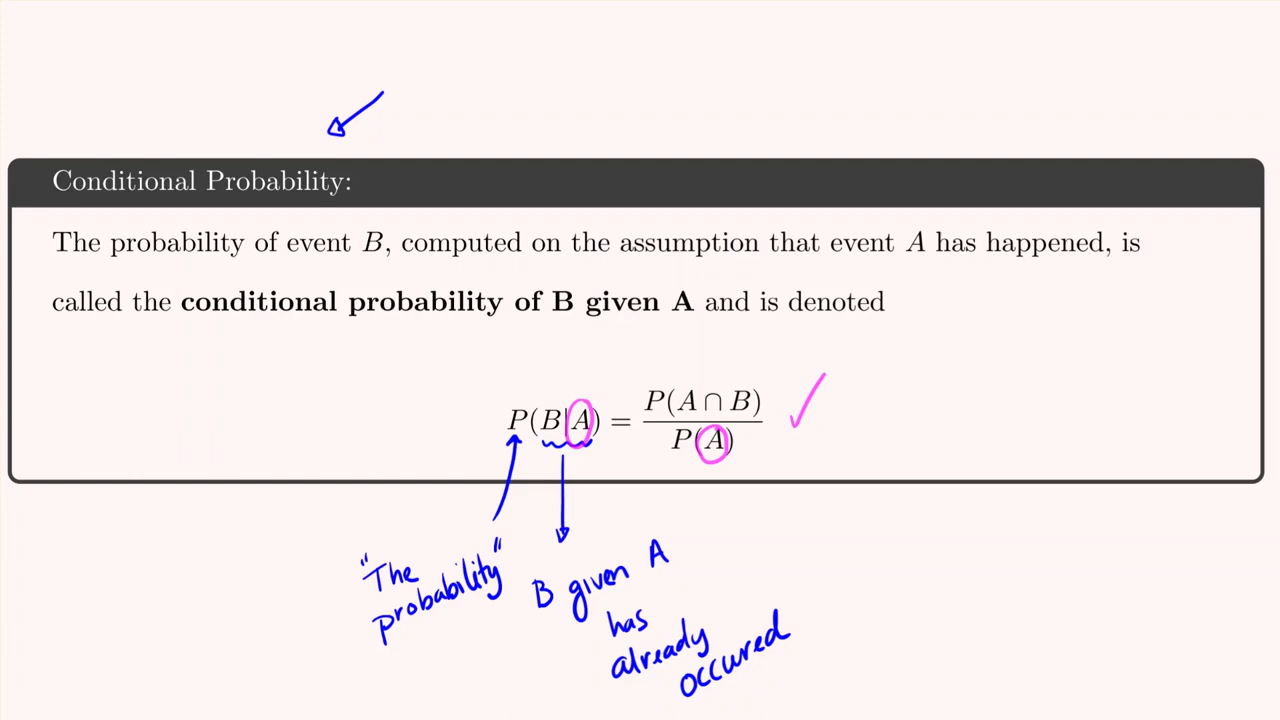 Conditional Probability:
The probability of event B, computed on the assumption that event A has happened, is
called the conditional probability of B given A and is denoted
P(B|A) = P(A ∩ B) / P(A)
"The
probability"
B given A
has
already
occured